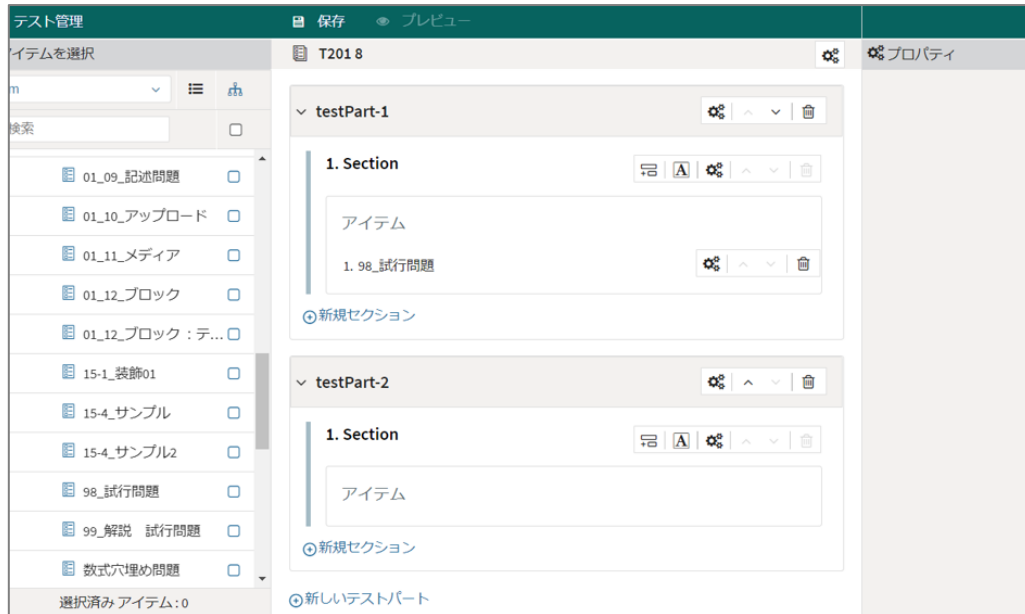 テスト管理
保存
プレビュー
アイテムを選択
T201 8
プロパティ
m
検索
01_09_記述問題
01_10_アップロード
01_11_メディア
01_12_ブロック
01_12_ブロック：テ...
15-1_装飾01
15-4_サンプル
15-4_サンプル2
98_試行問題
99_解説　試行問題
数式穴埋め問題
選択済みアイテム:0
testPart-1
1. Section
A
アイテム
1. 98_試行問題
新規セクション
testPart-2
1. Section
A
アイテム
新規セクション
新しいテストパート